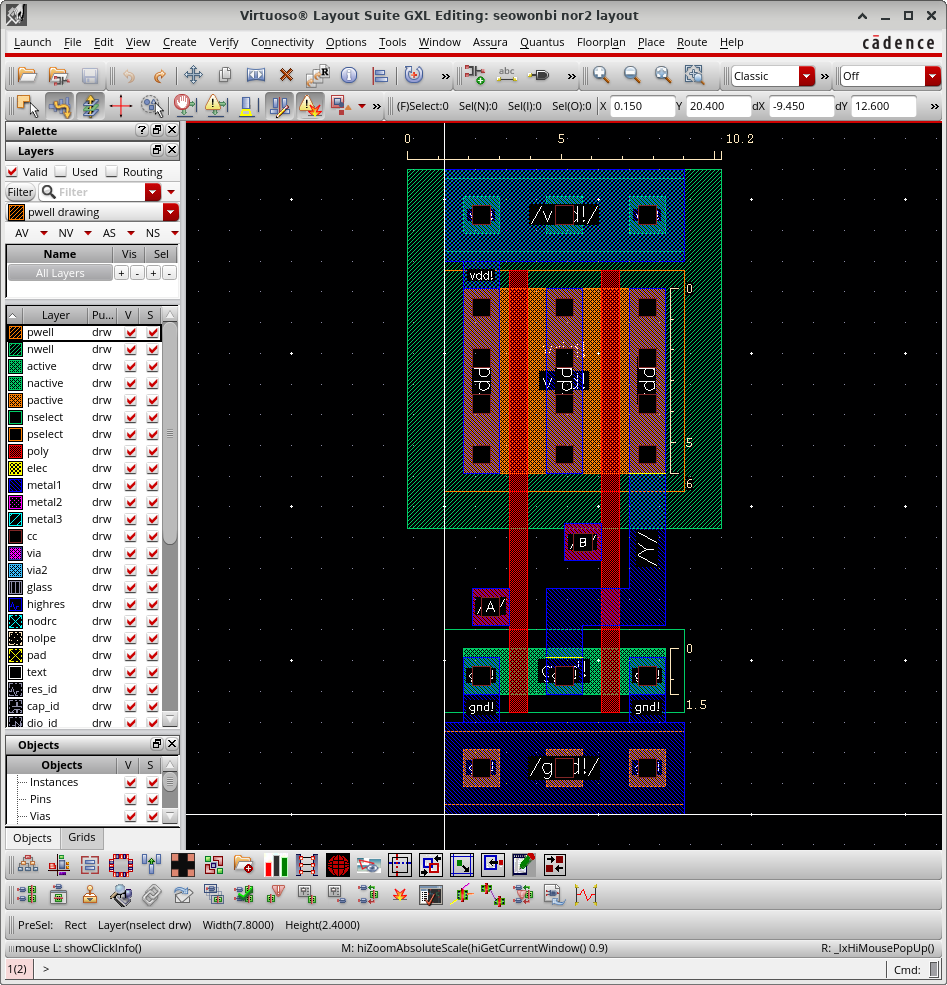 Virtuoso® Layout Suite GXL Editing: seowonbi nor2 layout
Launch File Edit View Create Verify Connectivity Options Tools Window Assura Quantus Floorplan Place Route Help cādence
abc » » » Classic » Off
» (F)Select:0 Sel(N):0 Sel(I):0 Sel(O):0 X 0.150 Y 20.400 dX -9.450 dY 12.600 »
Palette ?
Layers
Valid Used Routing
Filter Filter
pwell drawing
AV NV AS NS
Name Vis Sel
All Layers + - + -
Layer Pu... V S
pwell drw
nwell drw
active drw
nactive drw
pactive drw
nselect drw
pselect drw
poly drw
elec drw
metal1 drw
metal2 drw
metal3 drw
cc drw
via drw
via2 drw
glass drw
highres drw
nodrc drw
nolpe drw
pad drw
text drw
res_id drw
cap_id drw
dio_id drw
Objects
Objects V S
Instances
Pins
Vias
Objects Grids
0 5 10.2
vdd!
0
5
6
B
/Y/
A
0
gnd! gnd! 1.5
PreSel: Rect Layer(nselect drw) Width(7.8000) Height(2.4000)
mouse L: showClickInfo() M: hiZoomAbsoluteScale(hiGetCurrentWindow() 0.9) R: _lxHiMousePopUp()
1(2) > Cmd: